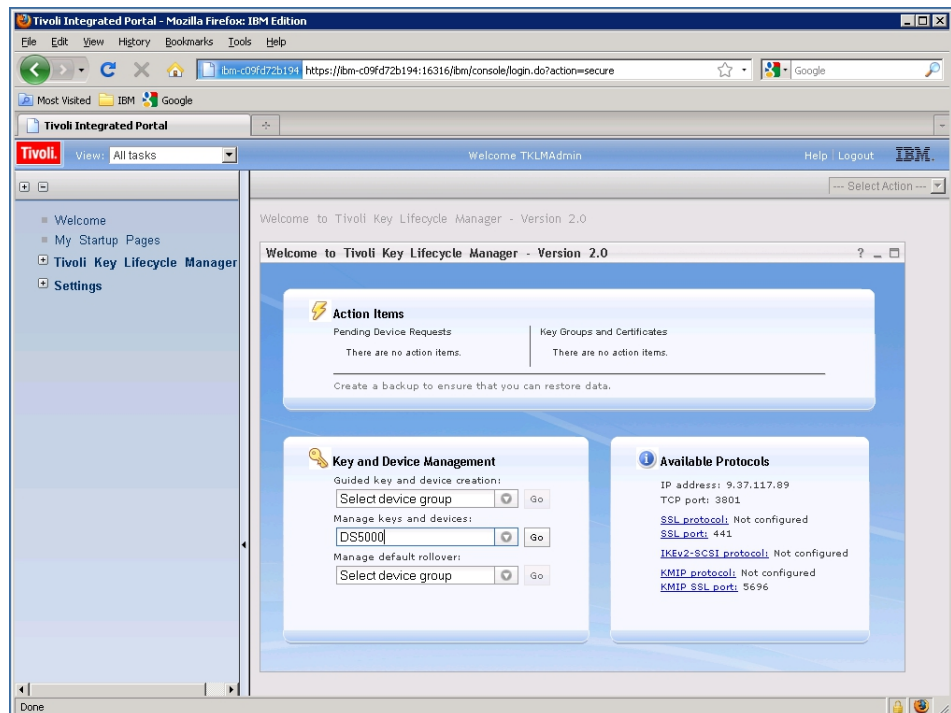 Tivoli Integrated Portal - Mozilla Firefox: IBM Edition
File Edit View History Bookmarks Tools Help
ibm-c09fd72b194 https://ibm-c09fd72b194:16316/ibm/console/login.do?action=secure
Google
Most Visited IBM Google
Tivoli Integrated Portal
Tivoli. View: All tasks Welcome TKLMAdmin Help Logout IBM.
--- Select Action ---
Welcome
My Startup Pages
Tivoli Key Lifecycle Manager
Settings
Welcome to Tivoli Key Lifecycle Manager - Version 2.0
Welcome to Tivoli Key Lifecycle Manager - Version 2.0
Action Items
Pending Device Requests
There are no action items.
Key Groups and Certificates
There are no action items.
Create a backup to ensure that you can restore data.
Key and Device Management
Guided key and device creation:
Select device group Go
Manage keys and devices:
DS5000 Go
Manage default rollover:
Select device group Go
Available Protocols
IP address: 9.37.117.89
TCP port: 3801
SSL protocol: Not configured
SSL port: 441
IKEv2-SCSI protocol: Not configured
KMIP protocol: Not configured
KMIP SSL port: 5696
Done